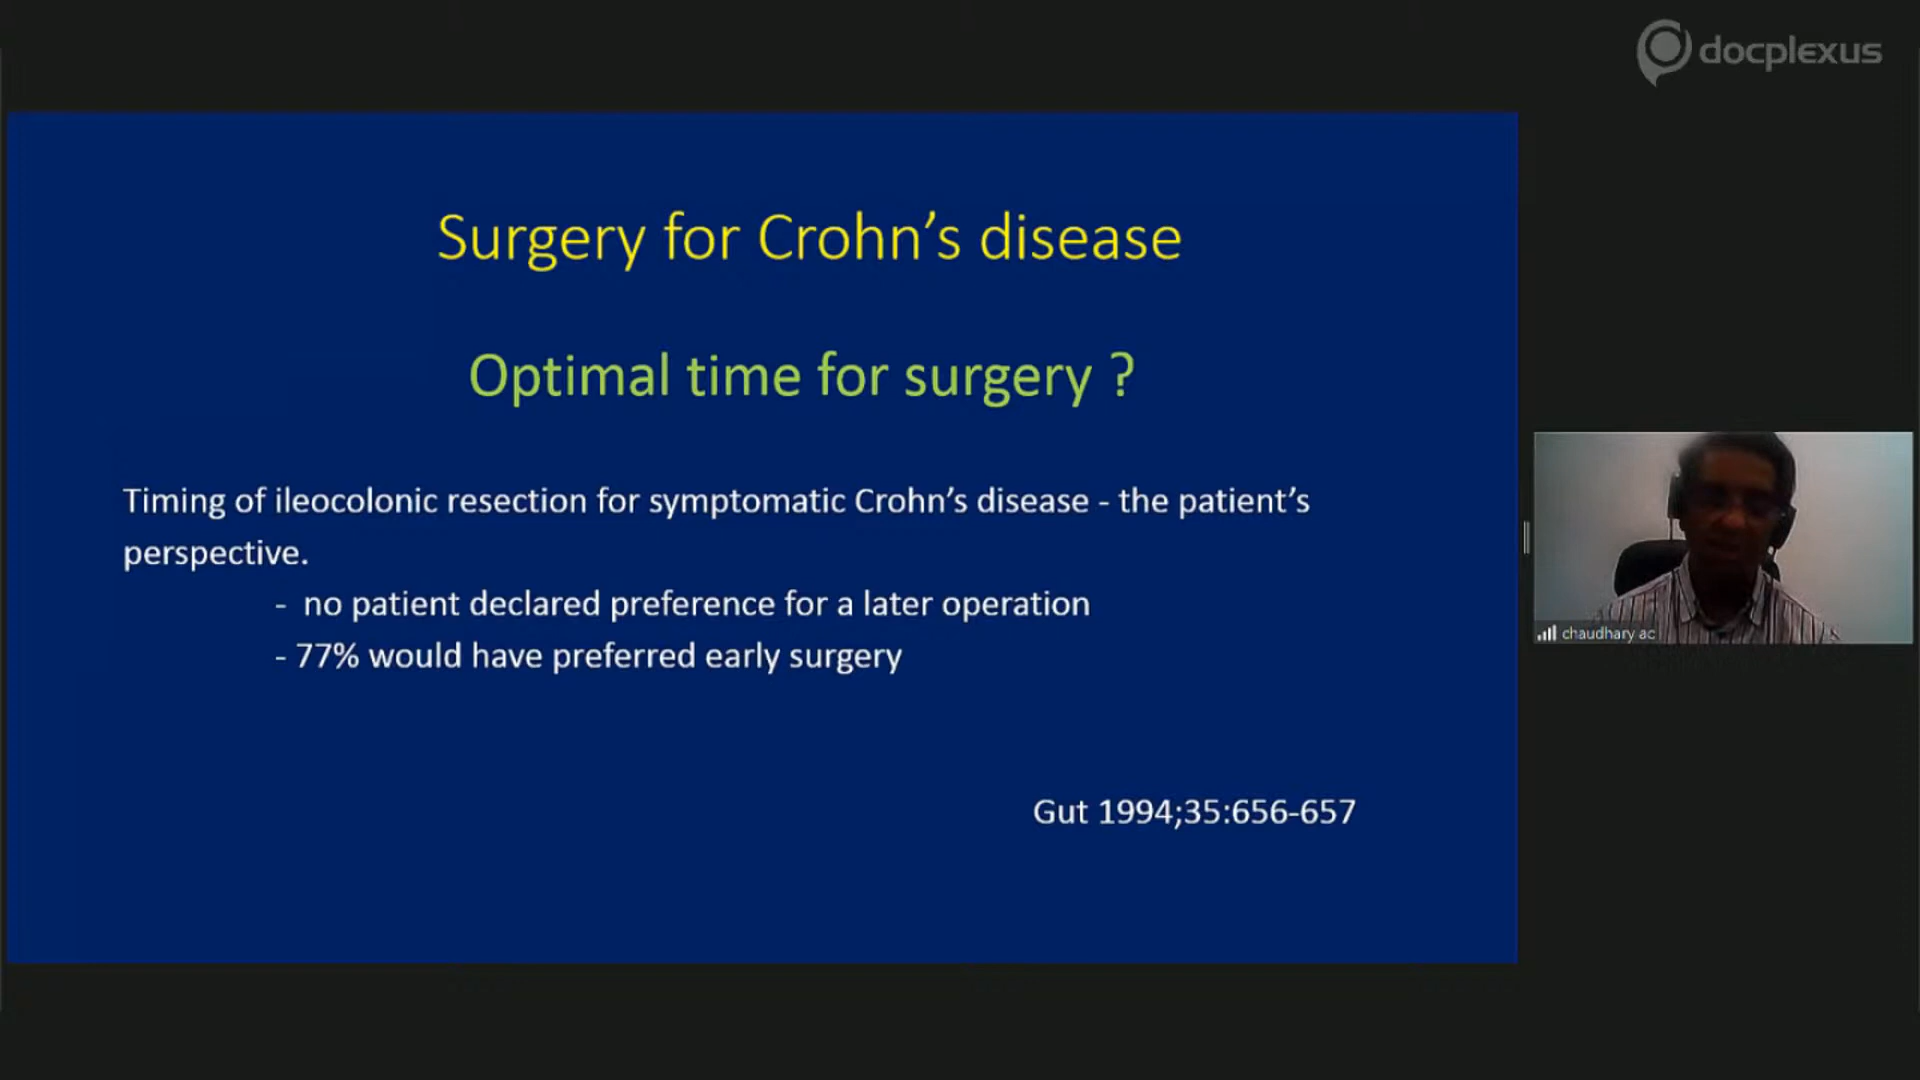 docplexus
Surgery for Crohn’s disease
Optimal time for surgery ?
Timing of ileocolonic resection for symptomatic Crohn’s disease - the patient’s
perspective.
- no patient declared preference for a later operation
- 77% would have preferred early surgery
chaudhary ac
Gut 1994;35:656-657